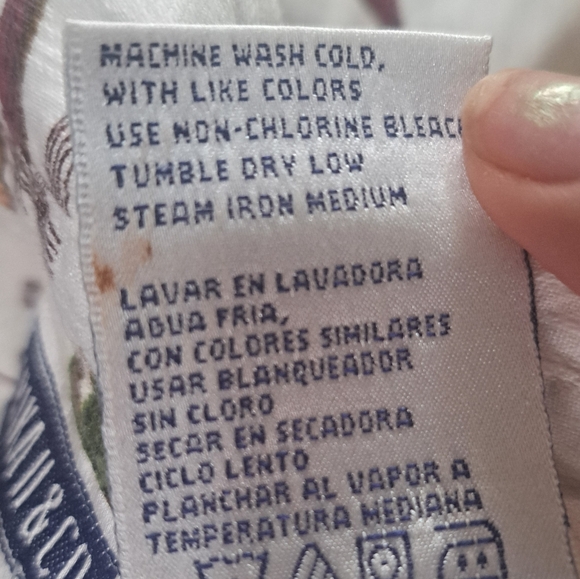 MACHINE WASH COLD,
WITH LIKE COLORS
USE NON-CHLORINE BLEACH
TUMBLE DRY LOW
STEAM IRON MEDIUM
LAVAR EN LAVADORA
AGUA FRIA,
CON COLORES SIMILARES
USAR BLANQUEADOR
SIN CLORO
SECAR EN SECADORA
CICLO LENTO
PLANCHAR AL VAPOR A
TEMPERATURA MEDIANA